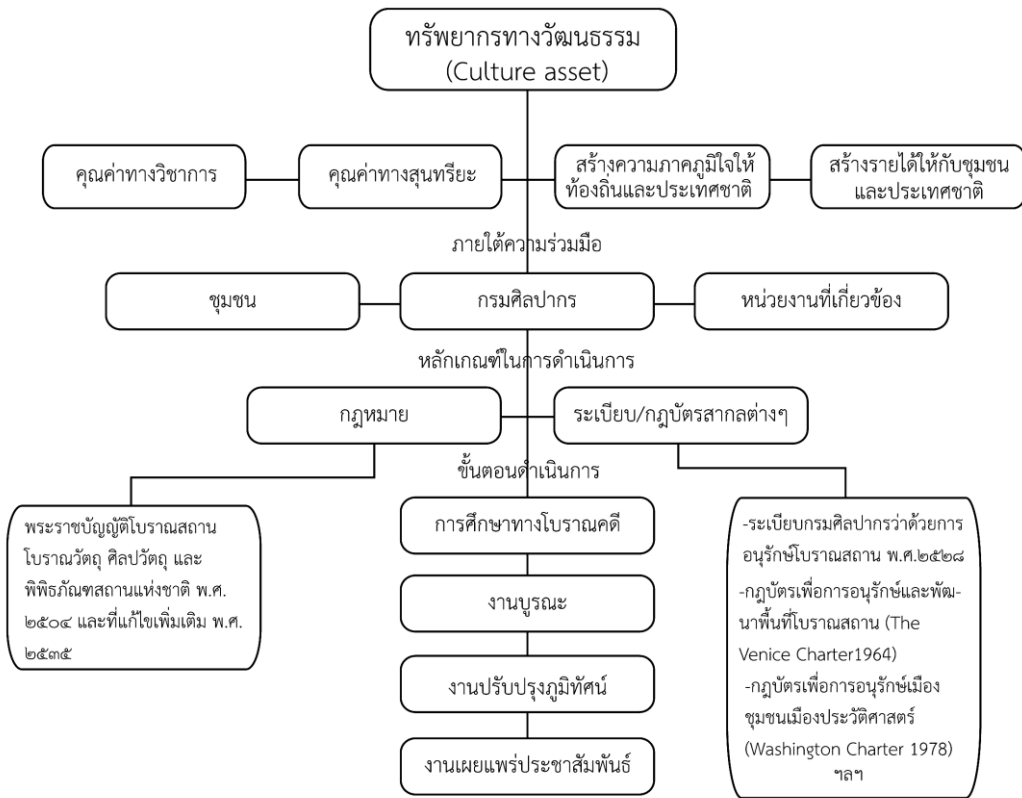 ทรัพยากรทางวัฒนธรรม
(Culture asset)
คุณค่าทางวิชาการ
คุณค่าทางสุนทรียะ
สร้างความภาคภูมิใจให้
ท้องถิ่นและประเทศชาติ
สร้างรายได้ให้กับชุมชน
และประเทศชาติ
ภายใต้ความร่วมมือ
ชุมชน
กรมศิลปากร
หน่วยงานที่เกี่ยวข้อง
หลักเกณฑ์ในการดำเนินการ
กฎหมาย
ระเบียบ/กฎบัตรสากลต่างๆ
ขั้นตอนดำเนินการ
พระราชบัญญัติโบราณสถาน
โบราณวัตถุ ศิลปวัตถุ และ
พิพิธภัณฑสถานแห่งชาติ พ.ศ.
๒๕๐๔ และที่แก้ไขเพิ่มเติม พ.ศ.
๒๕๓๕
การศึกษาทางโบราณคดี
งานบูรณะ
งานปรับปรุงภูมิทัศน์
งานเผยแพร่ประชาสัมพันธ์
-ระเบียบกรมศิลปากรว่าด้วยการ
อนุรักษ์โบราณสถาน พ.ศ.๒๕๒๘
-กฎบัตรเพื่อการอนุรักษ์และพัฒ-
นาพื้นที่โบราณสถาน (The
Venice Charter1964)
-กฎบัตรเพื่อการอนุรักษ์เมือง
ชุมชนเมืองประวัติศาสตร์
(Washington Charter 1978)
ฯลฯ